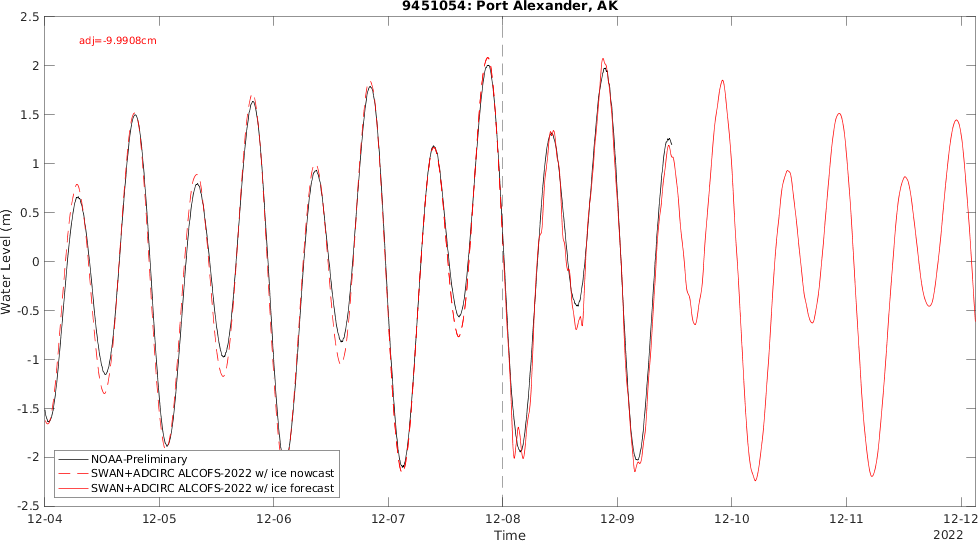 9451054: Port Alexander, AK
adj=-9.9908cm
Water Level (m)
2.5
2
1.5
1
0.5
0
-0.5
-1
-1.5
-2
-2.5
NOAA-Preliminary
SWAN+ADCIRC ALCOFS-2022 w/ ice nowcast
SWAN+ADCIRC ALCOFS-2022 w/ ice forecast
12-04 12-05 12-06 12-07 12-08 12-09 12-10 12-11 12-12
Time
2022